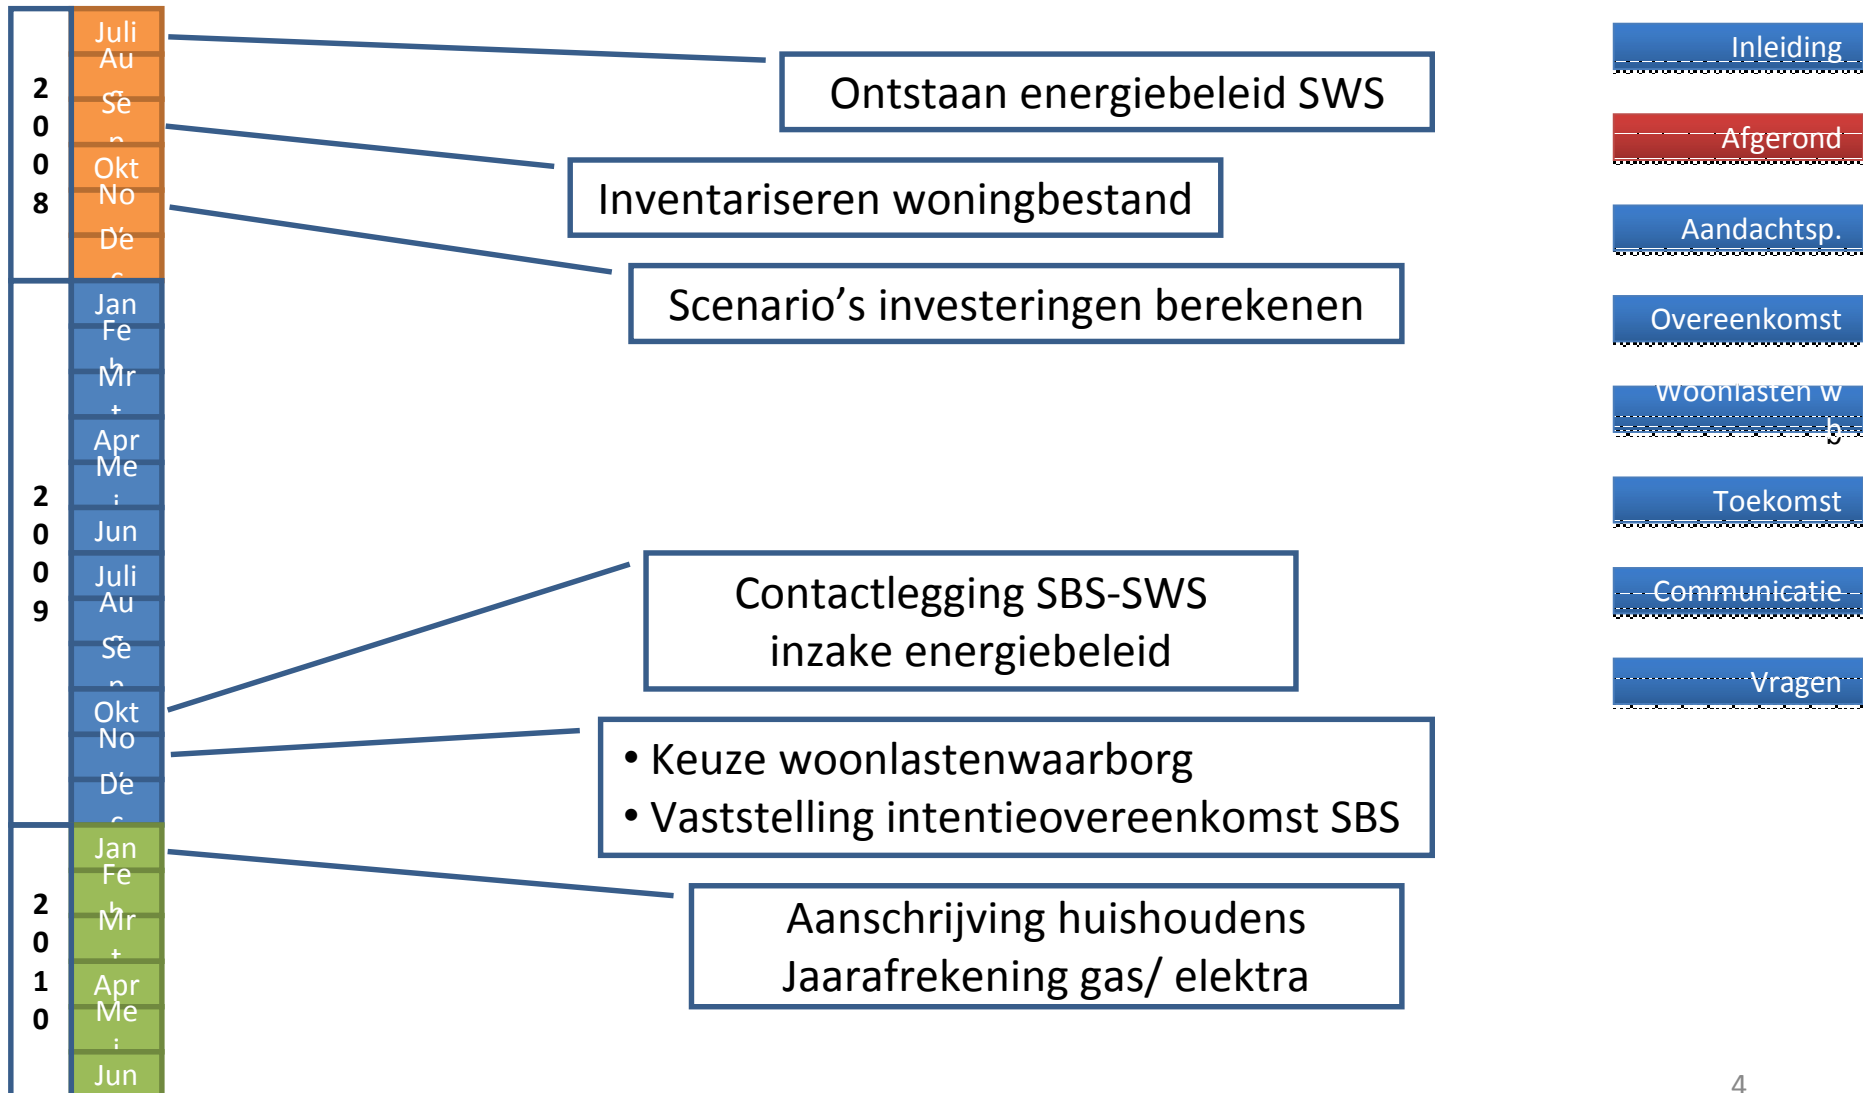 2008
Juli
Au
Se
Okt
No
De
2009
Jan
Fe
Mr
t
Apr
Me
i
Jun
Juli
Au
Se
Okt
No
De
2010
Jan
Fe
Mr
t
Apr
Me
i
Jun
Ontstaan energiebeleid SWS
Inventariseren woningbestand
Scenario’s investeringen berekenen
Contactlegging SBS-SWS
inzake energiebeleid
• Keuze woonlastenwaarborg
• Vaststelling intentieovereenkomst SBS
Aanschrijving huishoudens
Jaarafrekening gas/ elektra
Inleiding
Afgerond
Aandachtsp.
Overeenkomst
Woonlasten w
Toekomst
Communicatie
Vragen
4